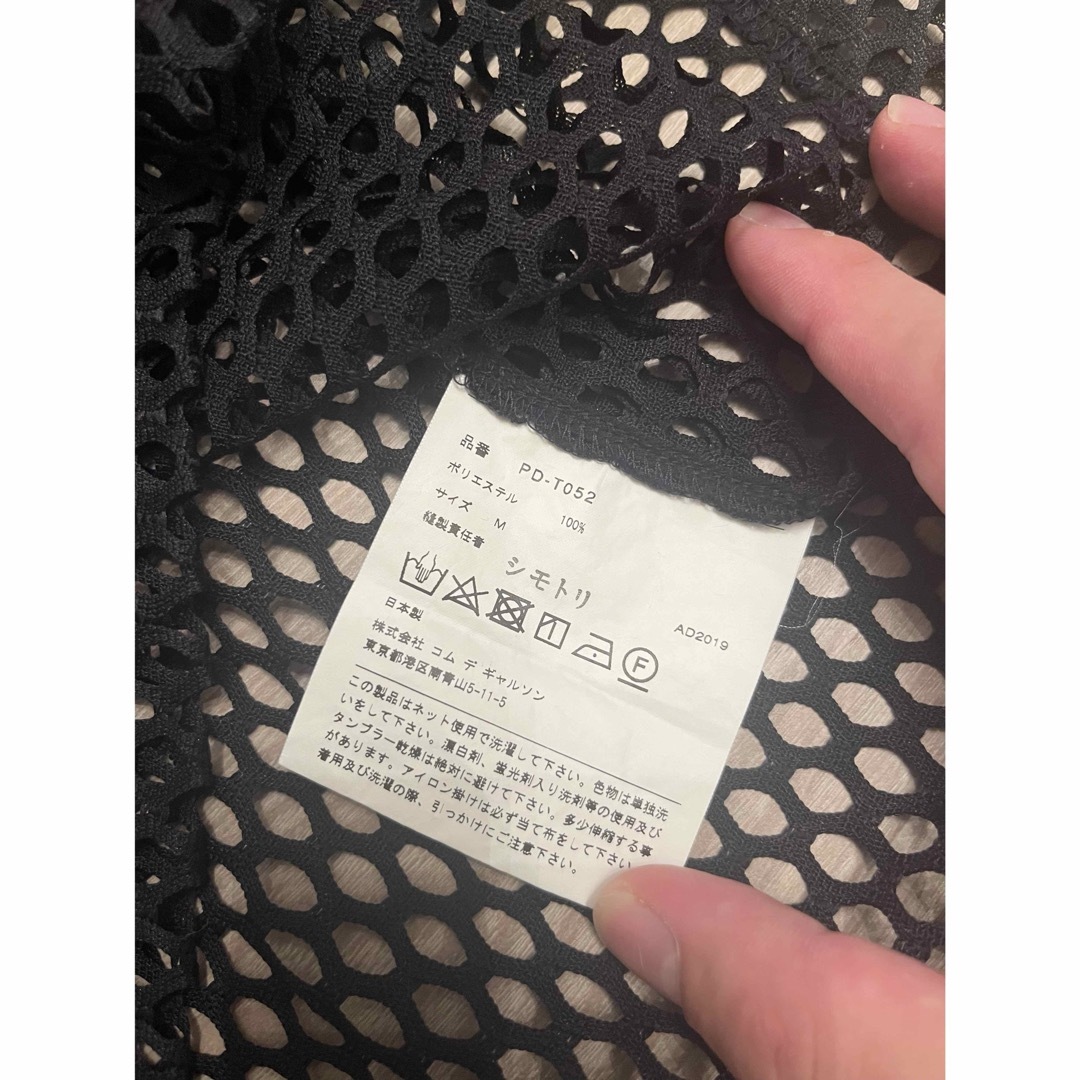 品番 PD-T052
ポリエステル 100%
サイズ M
縫製責任者
シモトリ
F
AD2019
日本製
株式会社 コム デ ギャルソン
東京都港区南青山5-11-5
この製品はネット使用で洗濯して下さい。色物は単独洗
いをして下さい。漂白剤、蛍光剤入り洗剤等の使用及び
タンブラー乾燥は絶対に避けて下さい。多少伸縮する事
があります。アイロン掛けは必ず当て布をして下さい。
着用及び洗濯の際、引っかけにご注意下さい。